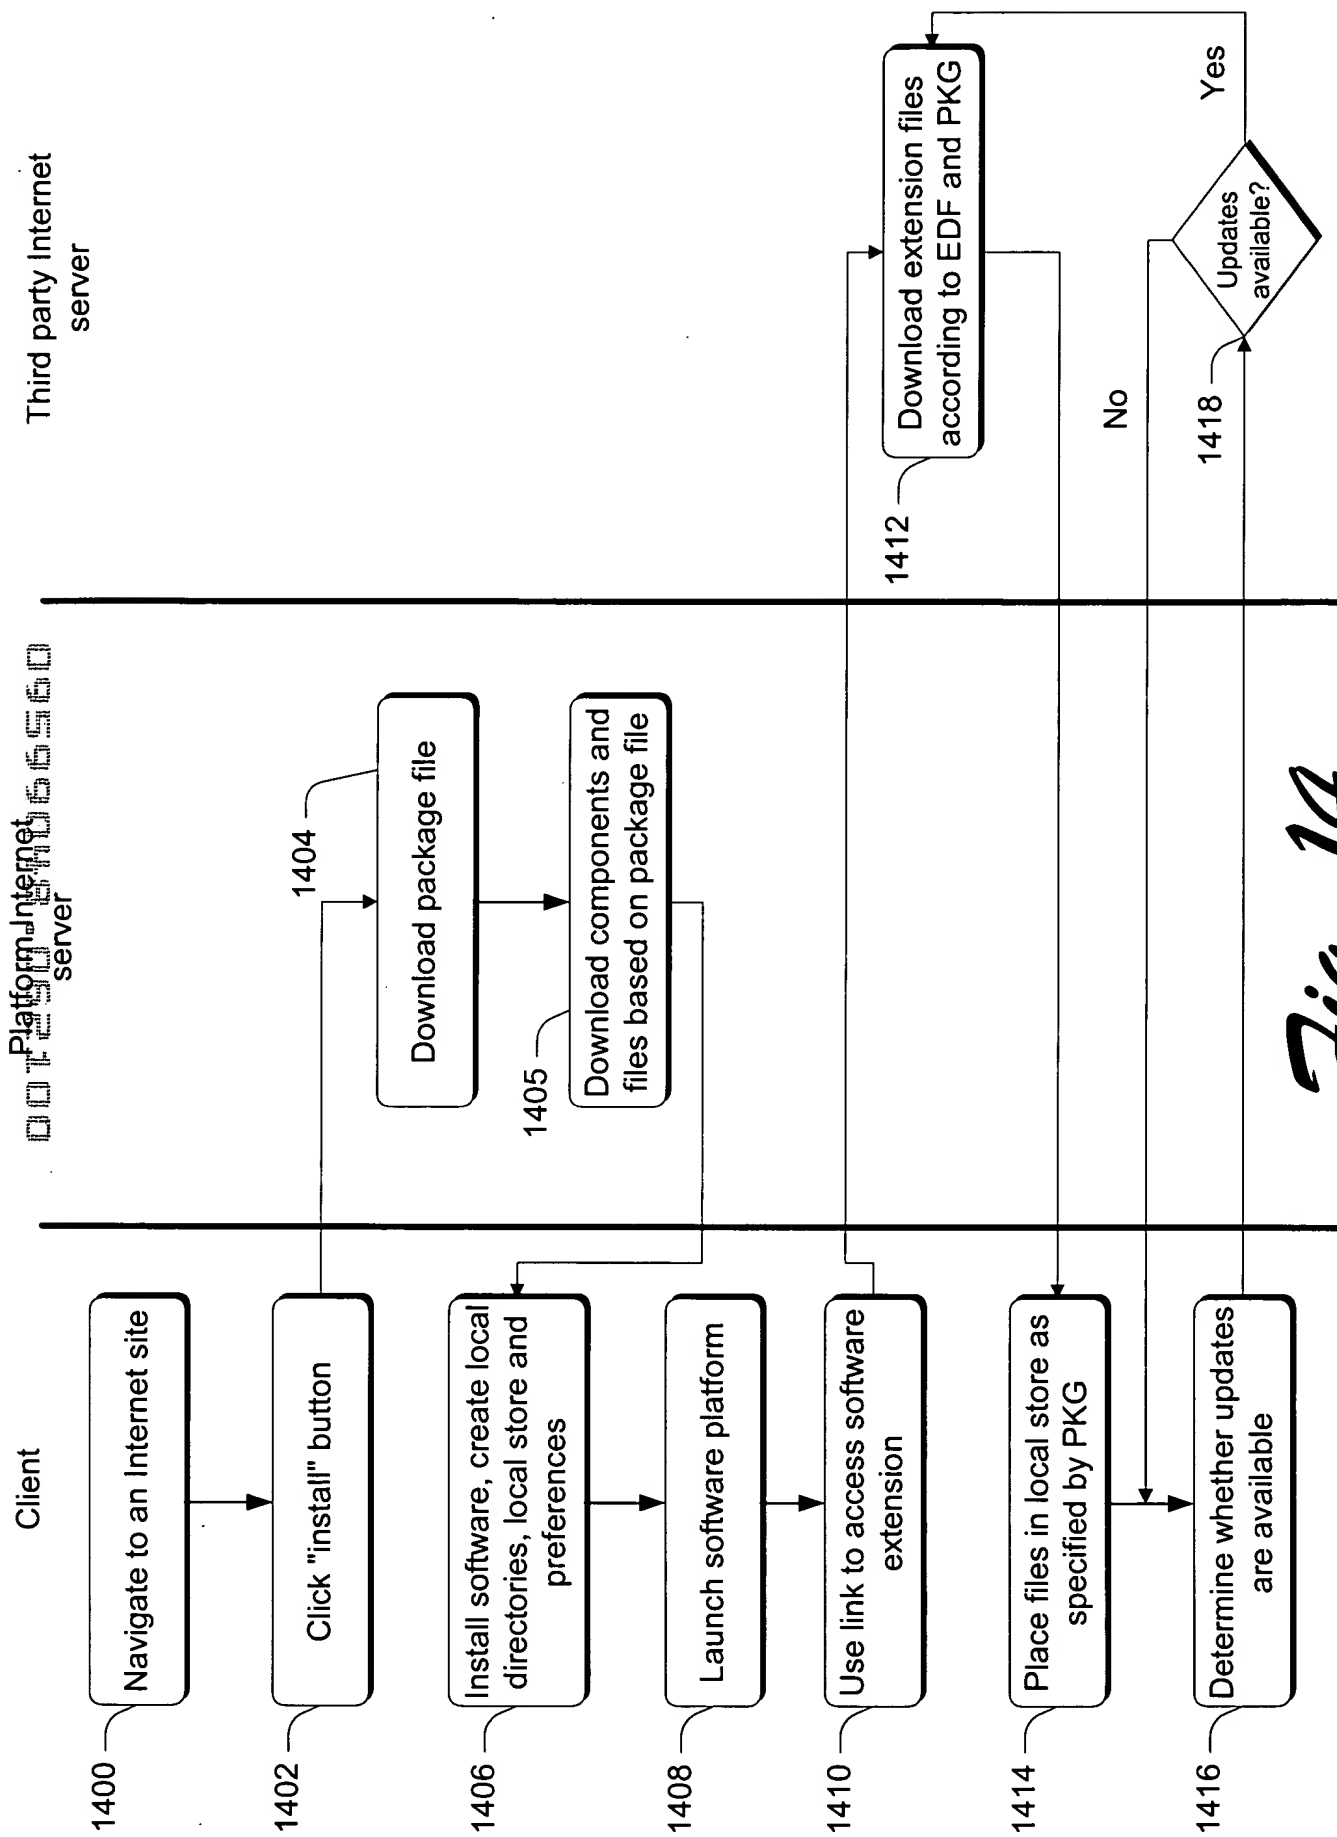 Client
Platform Internet
server
Third party Internet
server
1400
Navigate to an Internet site
1402
Click "install" button
1404
Download package file
1405
Download components and
files based on package file
1406
Install software, create local
directories, local store and
preferences
1408
Launch software platform
1410
Use link to access software
extension
1412
Download extension files
according to EDF and PKG
1414
Place files in local store as
specified by PKG
1416
Determine whether updates
are available
1418
Updates
available?
Yes
No
Fig. 14